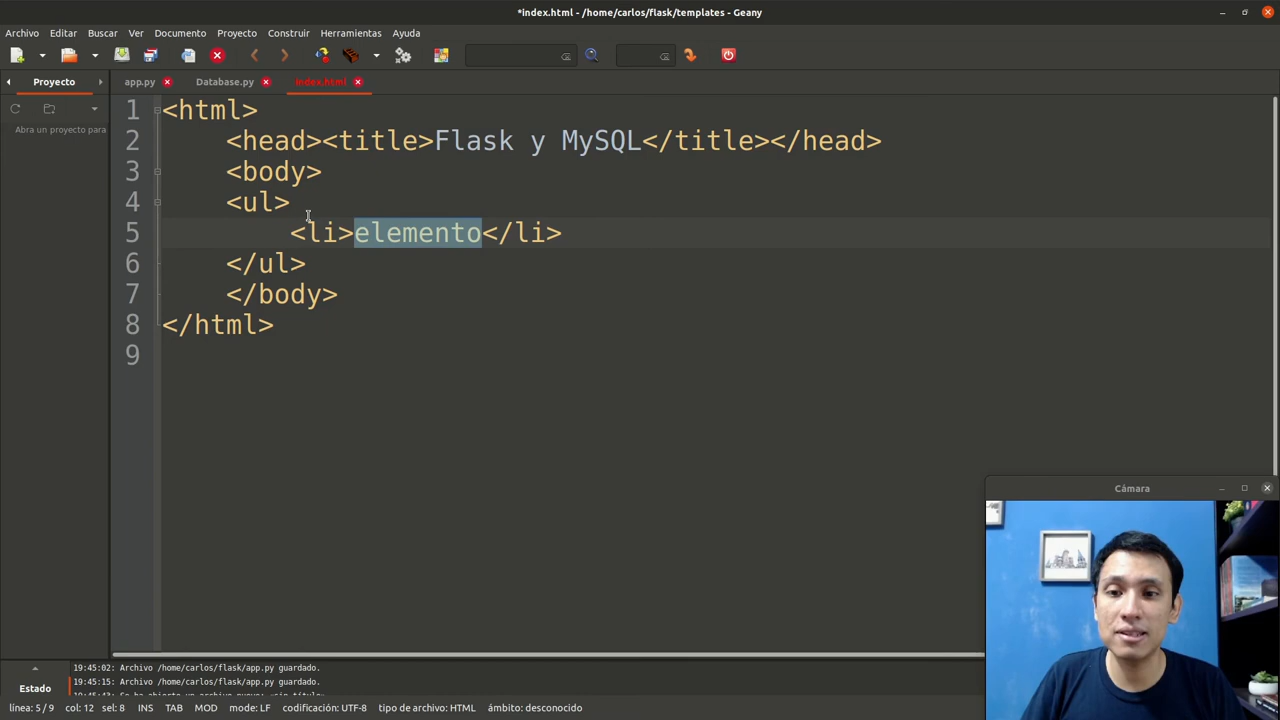 *index.html - /home/carlos/flask/templates - Geany
Archivo Editar Buscar Ver Documento Proyecto Construir Herramientas Ayuda
Proyecto
app.py Database.py index.html
Abra un proyecto para
1 <html>
2 <head><title>Flask y MySQL</title></head>
3 <body>
4 <ul>
5 <li>elemento</li>
6 </ul>
7 </body>
8 </html>
9
Cámara
19:45:02: Archivo /home/carlos/flask/app.py guardado.
19:45:15: Archivo /home/carlos/flask/app.py guardado.
Estado
línea: 5 / 9 col: 12 sel: 8 INS TAB MOD mode: LF codificación: UTF-8 tipo de archivo: HTML ámbito: desconocido